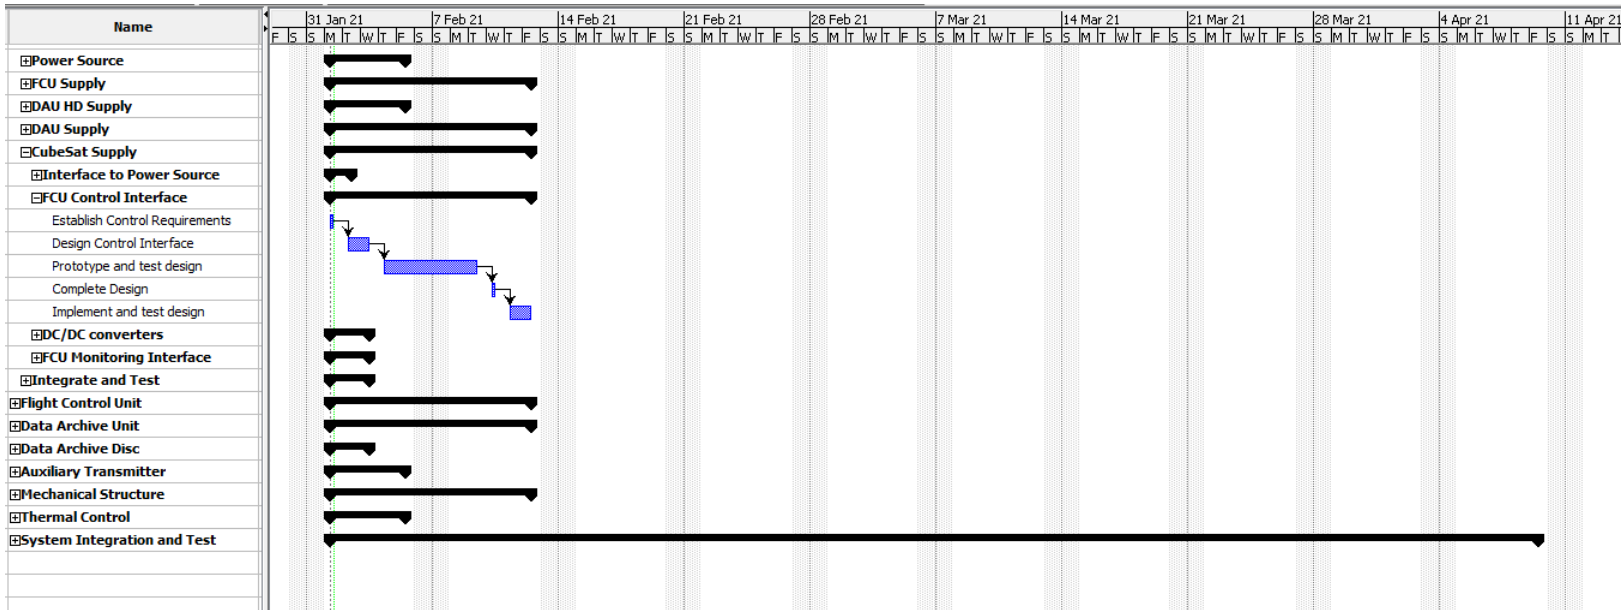 Name
31 Jan 21 7 Feb 21 14 Feb 21 21 Feb 21 28 Feb 21 7 Mar 21 14 Mar 21 21 Mar 21 28 Mar 21 4 Apr 21 11 Apr 21
F S S M T W T F S S M T W T F S S M T W T F S S M T W T F S S M T W T F S S M T W T F S S M T W T F S S M T W T F S S M T W T F S S M T W T F S S M T
Power Source
FCU Supply
DAU HD Supply
DAU Supply
CubeSat Supply
Interface to Power Source
FCU Control Interface
Establish Control Requirements
Design Control Interface
Prototype and test design
Complete Design
Implement and test design
DC/DC converters
FCU Monitoring Interface
Integrate and Test
Flight Control Unit
Data Archive Unit
Data Archive Disc
Auxiliary Transmitter
Mechanical Structure
Thermal Control
System Integration and Test